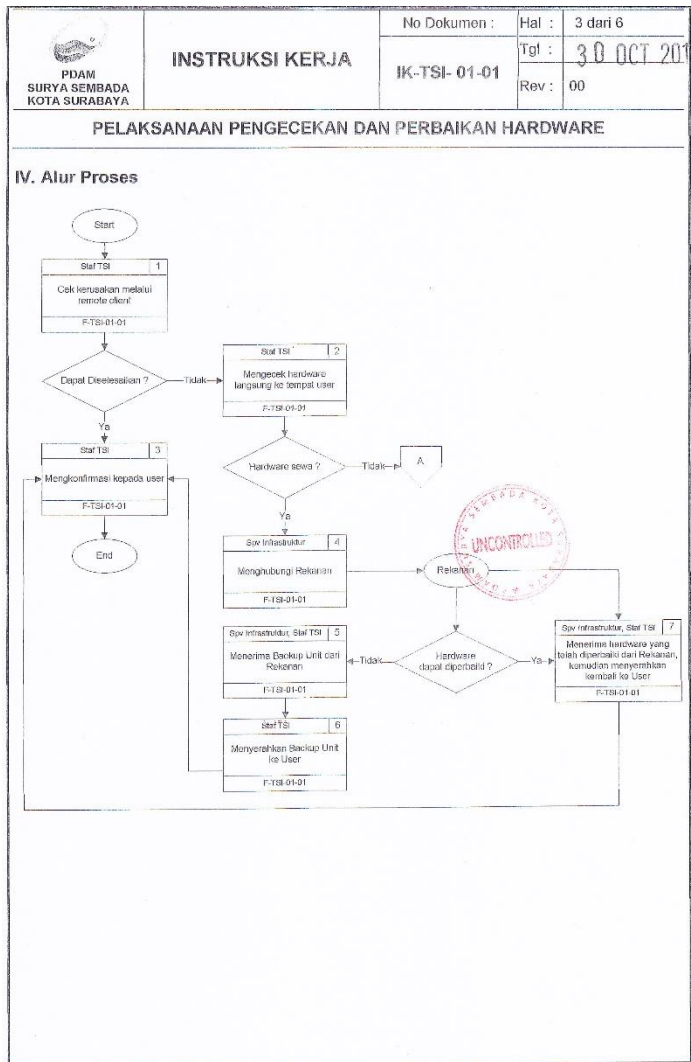 PDAM
SURYA SEMBADA
KOTA SURABAYA
INSTRUKSI KERJA
No Dokumen :
IK-TSI- 01-01
Hal : 3 dari 6
Tgl : 30 OCT 201
Rev : 00
PELAKSANAAN PENGECEKAN DAN PERBAIKAN HARDWARE
IV. Alur Proses
Start
Staf TSI 1
Cek kerusakan melalui
remote client
F-TSI-01-01
Dapat Diselesaikan ?
Tidak
Ya
Staf TSI 2
Mengecek hardware
langsung ke tempat user
F-TSI-01-01
Staf TSI 3
Mengkonfirmasi kepada user
F-TSI-01-01
End
Hardware sewa ?
Tidak
A
Ya
Spv Infrastruktur 4
Menghubungi Rekanan
F-TSI-01-01
Rekanan
SEMBADA KOTA
UNCONTROLLED
Spv Infrastruktur, Staf TSI 5
Menerima Backup Unit dari
Rekanan
F-TSI-01-01
Tidak
Hardware
dapat diperbaiki ?
Ya
Spv Infrastruktur, Staf TSI 7
Menerima hardware yang
telah diperbaiki dari Rekanan,
kemudian menyerahkan
kembali ke User
F-TSI-01-01
Staf TSI 6
Menyerahkan Backup Unit
ke User
F-TSI-01-01